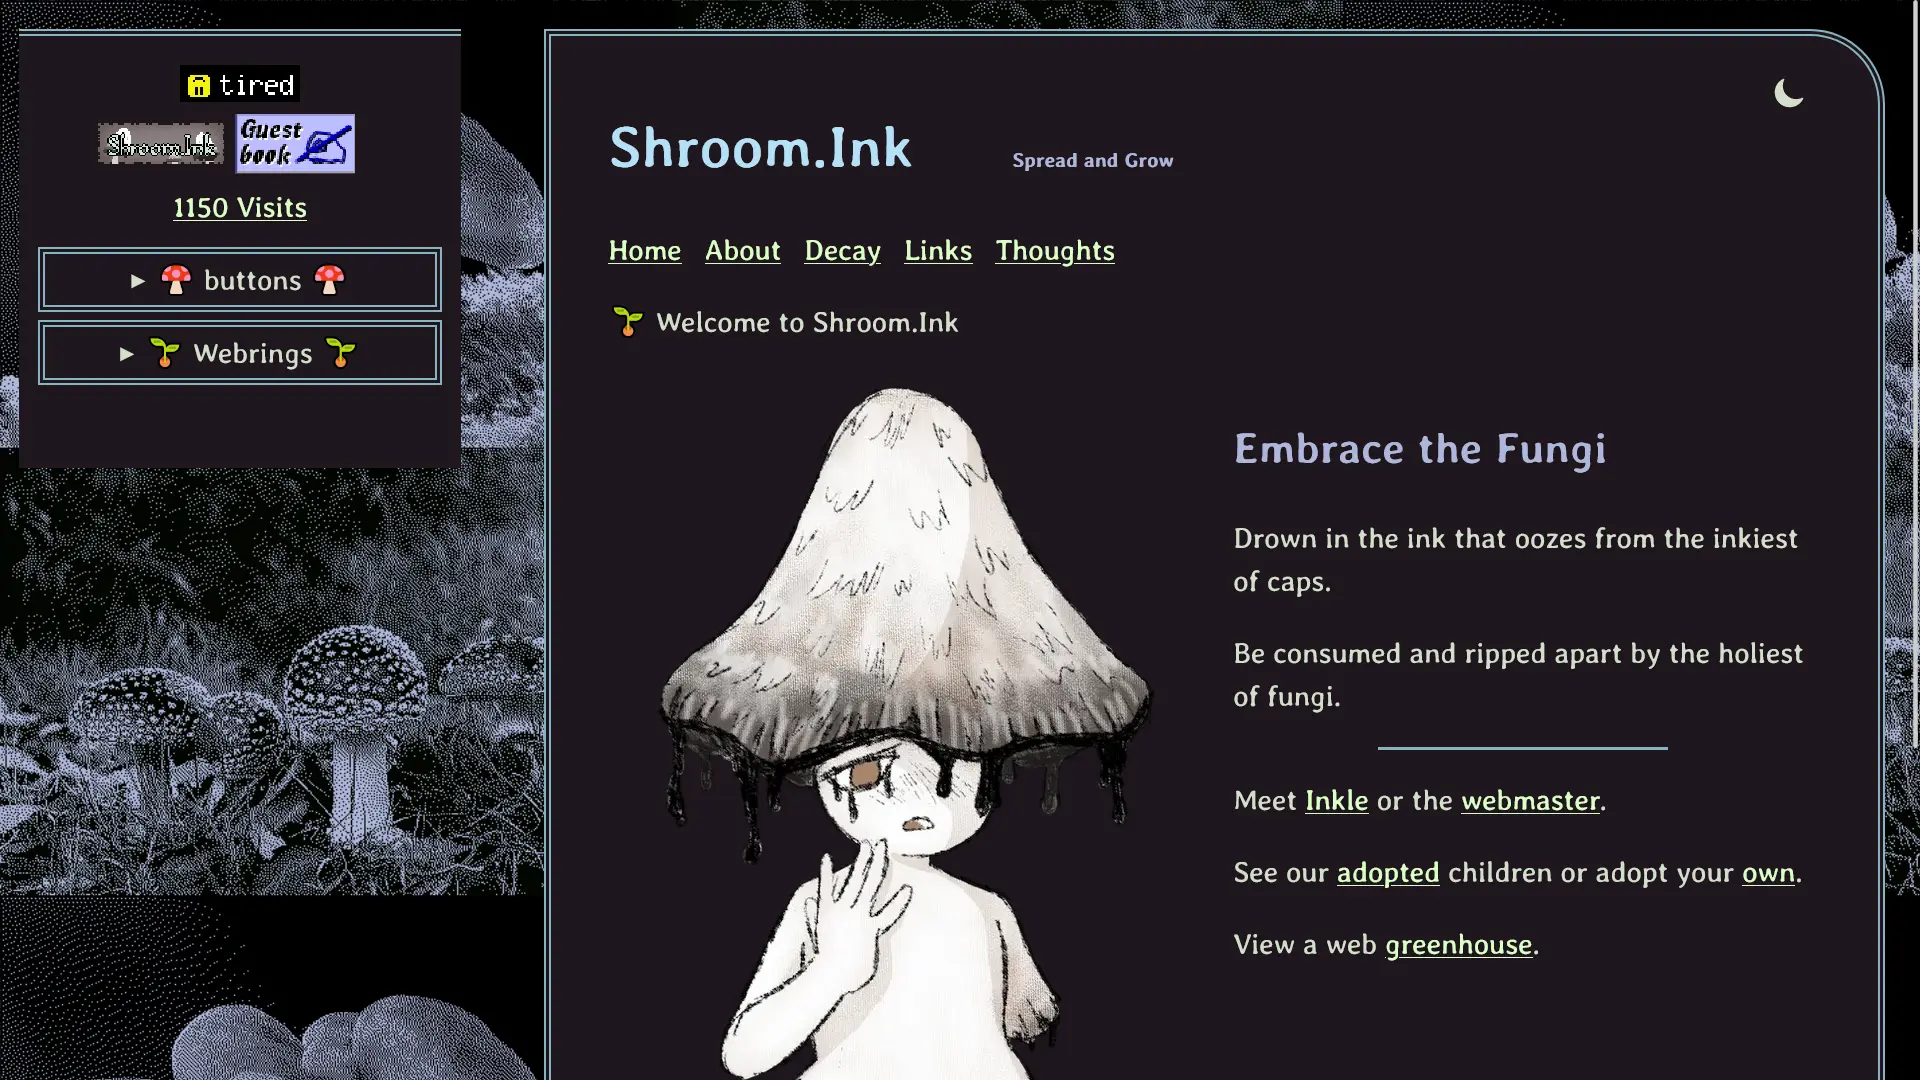 tired
Shroom.Ink
Guest
book
1150 Visits
▶ 🍄 buttons 🍄
▶ 🌱 Webrings 🌱
Shroom.Ink
Spread and Grow
Home About Decay Links Thoughts
🌱 Welcome to Shroom.Ink
Embrace the Fungi
Drown in the ink that oozes from the inkiest
of caps.
Be consumed and ripped apart by the holiest
of fungi.
Meet Inkle or the webmaster.
See our adopted children or adopt your own.
View a web greenhouse.